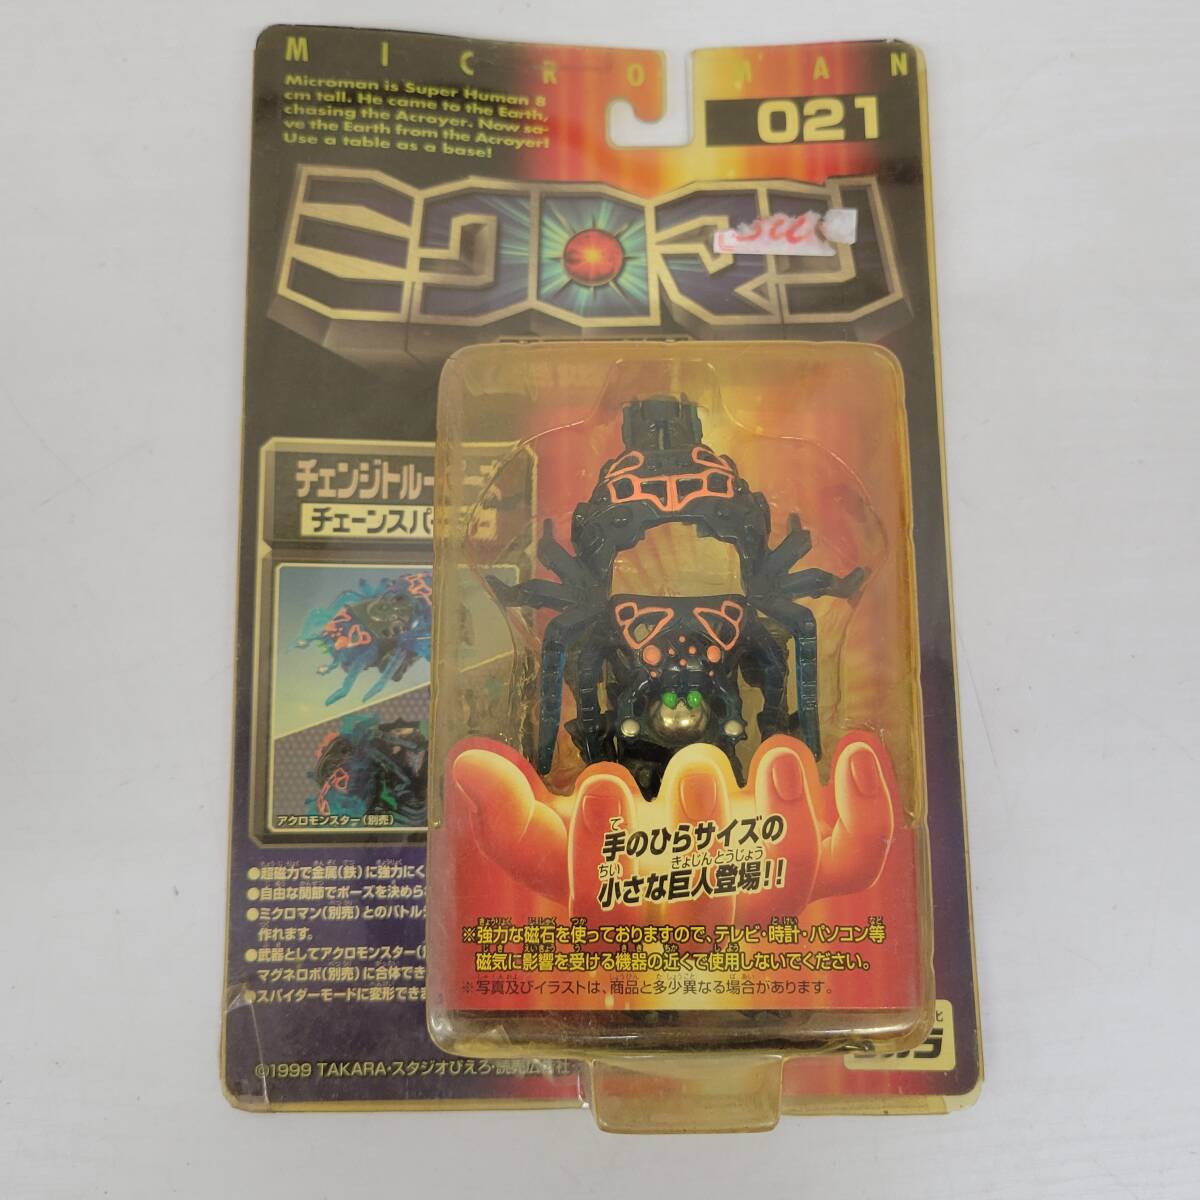 MICROMAN
Microman is Super Human 8
cm tall. He came to the Earth,
chasing the Acroyer. Now sa-
ve the Earth from the Acroyer!
Use a table as a base!
021
ミクロマン
チェンジトルーパーズ
チェーンスパイダー
アクロモンスター(別売)
●超磁力で金属(鉄)に強力にく
●自由な関節でポーズを決められ
●ミクロマン(別売)とのバトル
作れます。
●武器としてアクロモンスター(
マグネロボ(別売)に合体でき
●スパイダーモードに変形できま
手のひらサイズの
小さな巨人登場!!
※強力な磁石を使っておりますので、テレビ・時計・パソコン等
磁気に影響を受ける機器の近くで使用しないでください。
※写真及びイラストは、商品と多少異なる場合があります。
©1999 TAKARA・スタジオぴえろ・読売広告社
タカラ